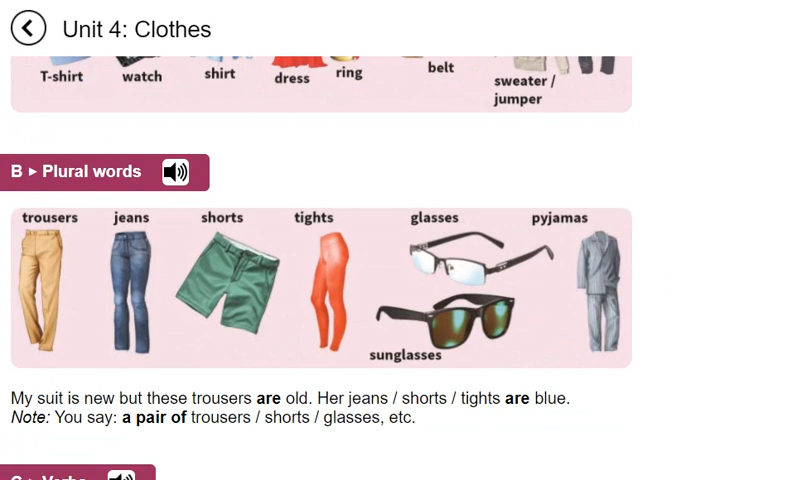 Unit 4: Clothes
T-shirt watch shirt dress ring belt sweater /
jumper
B ▸ Plural words
trousers jeans shorts tights glasses pyjamas
sunglasses
My suit is new but these trousers are old. Her jeans / shorts / tights are blue.
Note: You say: a pair of trousers / shorts / glasses, etc.
C ▸ Verbs